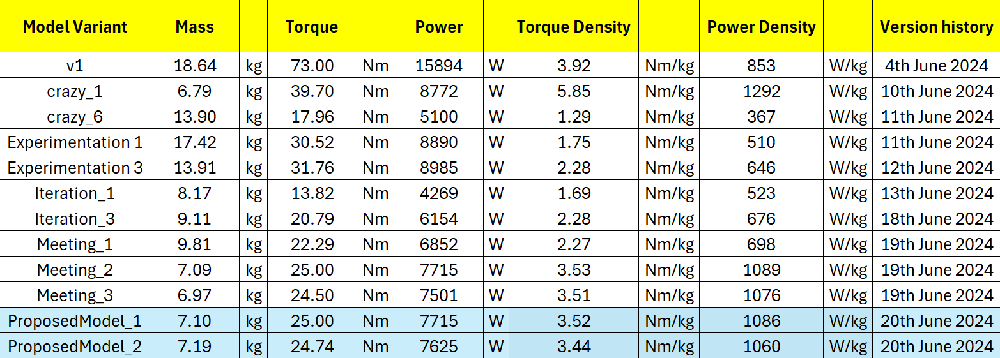 Model Variant Mass Torque Power Torque Density Power Density Version history
v1 18.64 kg 73.00 Nm 15894 W 3.92 Nm/kg 853 W/kg 4th June 2024
crazy_1 6.79 kg 39.70 Nm 8772 W 5.85 Nm/kg 1292 W/kg 10th June 2024
crazy_6 13.90 kg 17.96 Nm 5100 W 1.29 Nm/kg 367 W/kg 11th June 2024
Experimentation 1 17.42 kg 30.52 Nm 8890 W 1.75 Nm/kg 510 W/kg 11th June 2024
Experimentation 3 13.91 kg 31.76 Nm 8985 W 2.28 Nm/kg 646 W/kg 12th June 2024
Iteration_1 8.17 kg 13.82 Nm 4269 W 1.69 Nm/kg 523 W/kg 13th June 2024
Iteration_3 9.11 kg 20.79 Nm 6154 W 2.28 Nm/kg 676 W/kg 18th June 2024
Meeting_1 9.81 kg 22.29 Nm 6852 W 2.27 Nm/kg 698 W/kg 19th June 2024
Meeting_2 7.09 kg 25.00 Nm 7715 W 3.53 Nm/kg 1089 W/kg 19th June 2024
Meeting_3 6.97 kg 24.50 Nm 7501 W 3.51 Nm/kg 1076 W/kg 19th June 2024
ProposedModel_1 7.10 kg 25.00 Nm 7715 W 3.52 Nm/kg 1086 W/kg 20th June 2024
ProposedModel_2 7.19 kg 24.74 Nm 7625 W 3.44 Nm/kg 1060 W/kg 20th June 2024